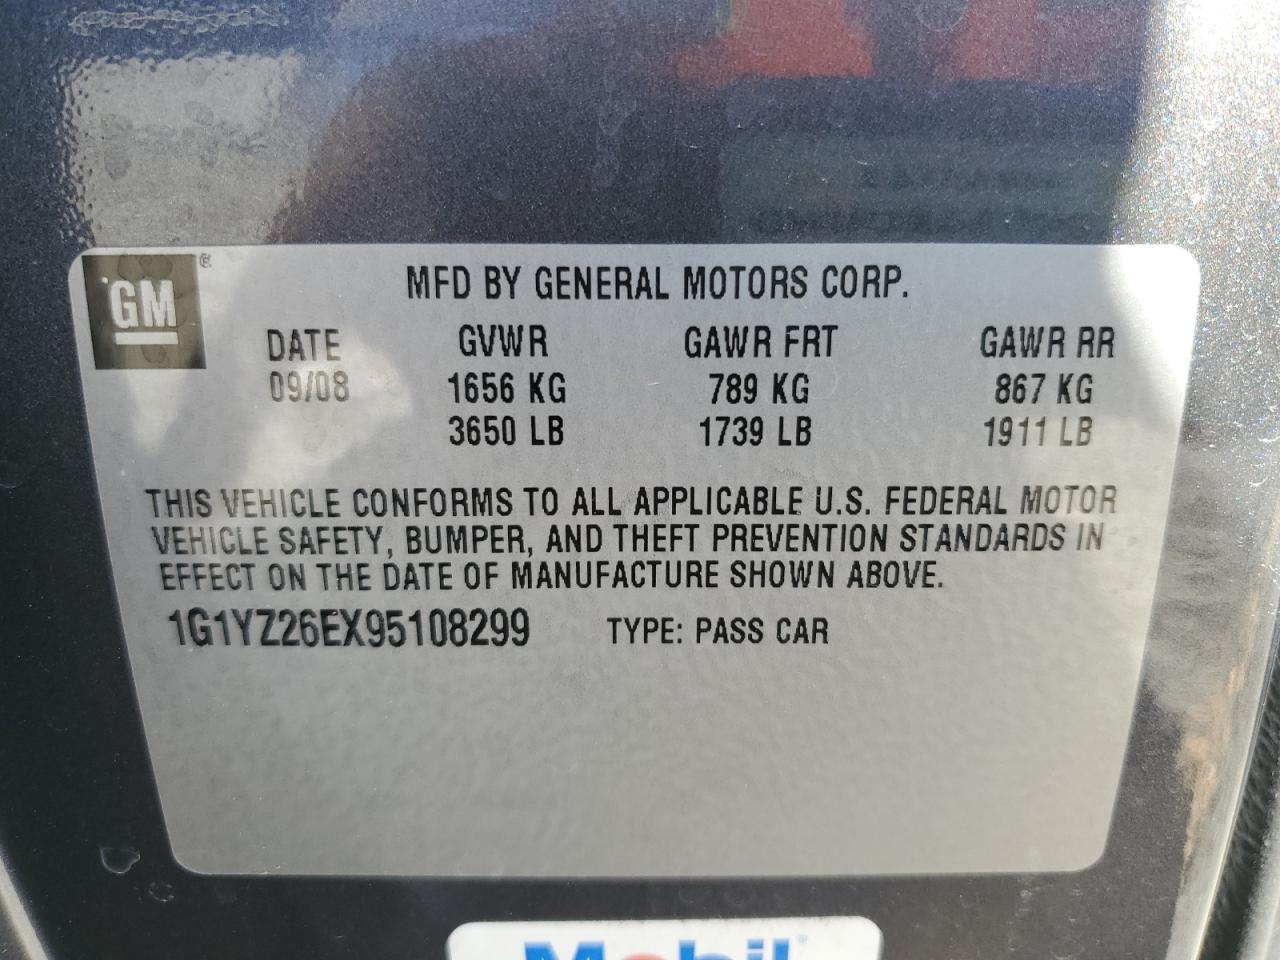 GM®
MFD BY GENERAL MOTORS CORP.
DATE GVWR GAWR FRT GAWR RR
09/08 1656 KG 789 KG 867 KG
3650 LB 1739 LB 1911 LB
THIS VEHICLE CONFORMS TO ALL APPLICABLE U.S. FEDERAL MOTOR
VEHICLE SAFETY, BUMPER, AND THEFT PREVENTION STANDARDS IN
EFFECT ON THE DATE OF MANUFACTURE SHOWN ABOVE.
1G1YZ26EX95108299 TYPE: PASS CAR
Mobil